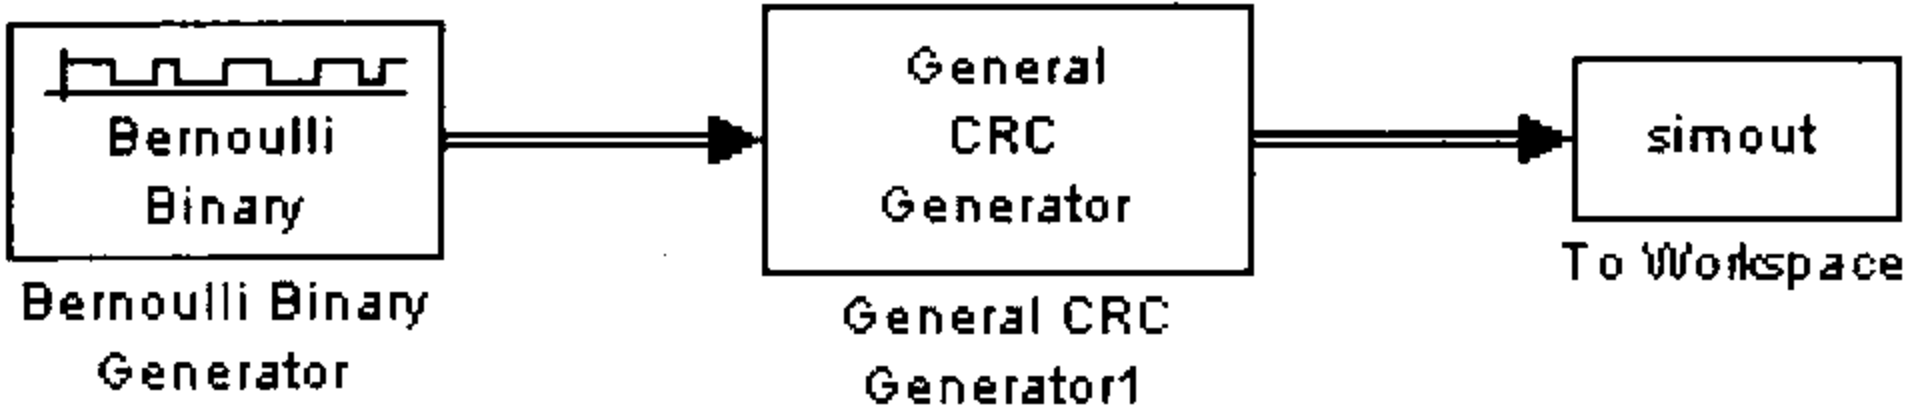 Bernoulli
Binary
Bernoulli Binary
Generator
General
CRC
Generator
General CRC
Generator1
simout
To Workspace